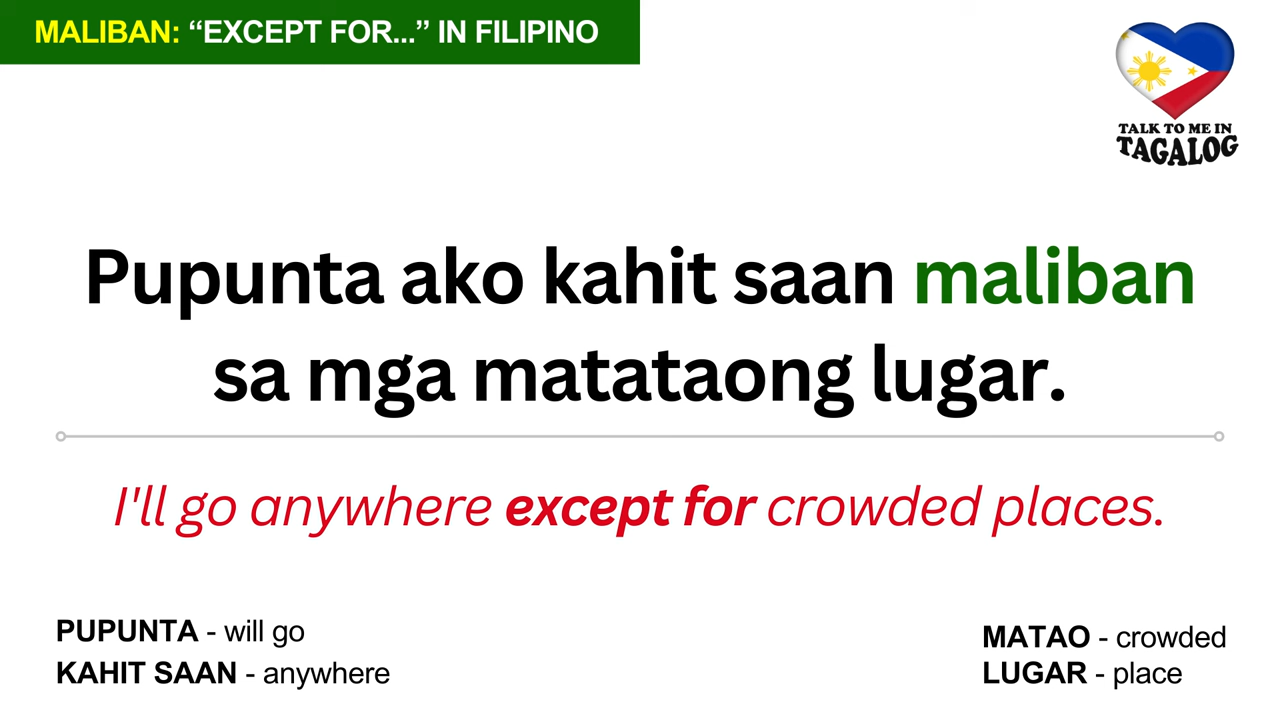 MALIBAN: “EXCEPT FOR...” IN FILIPINO
TALK TO ME IN
TAGALOG
Pupunta ako kahit saan maliban
sa mga matataong lugar.
I'll go anywhere except for crowded places.
PUPUNTA - will go
KAHIT SAAN - anywhere
MATAO - crowded
LUGAR - place